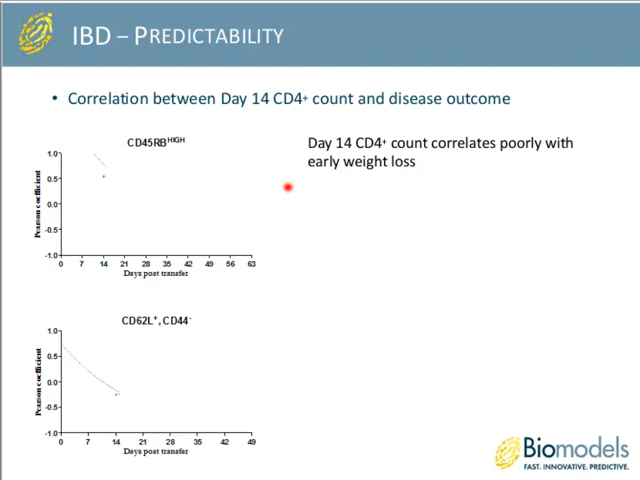 IBD – PREDICTABILITY
• Correlation between Day 14 CD4+ count and disease outcome
CD45RBHIGH
Day 14 CD4+ count correlates poorly with
early weight loss
1.0
0.5
0.0
-0.5
-1.0
Pearson coefficient
0 7 14 21 28 35 42 49 56 63
Days post transfer
CD62L+, CD44-
1.0
0.5
0.0
-0.5
-1.0
Pearson coefficient
0 7 14 21 28 35 42 49
Days post transfer
Biomodels
FAST. INNOVATIVE. PREDICTIVE.